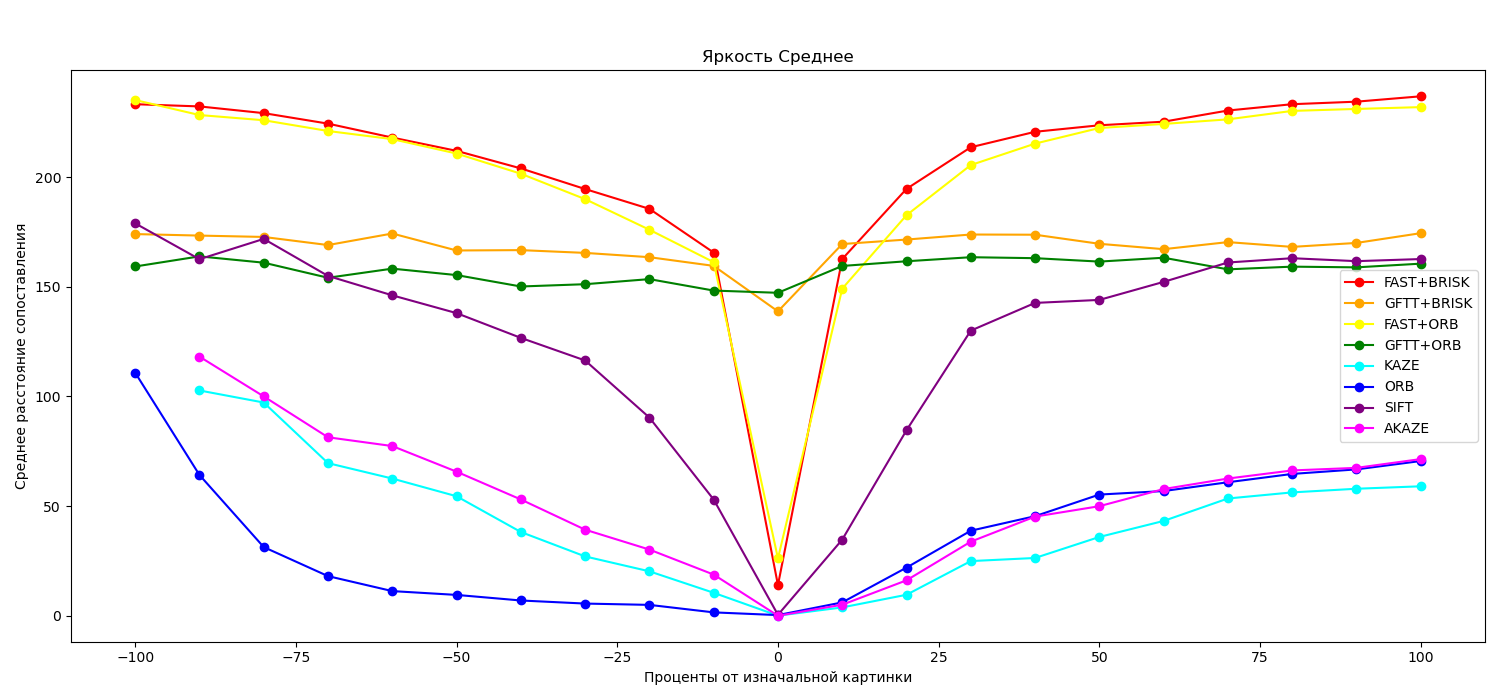 Яркость Среднее
Среднее расстояние сопоставления
200
150
100
50
0
FAST+BRISK
GFTT+BRISK
FAST+ORB
GFTT+ORB
KAZE
ORB
SIFT
AKAZE
−100
−75
−50
−25
0
25
50
75
100
Проценты от изначальной картинки